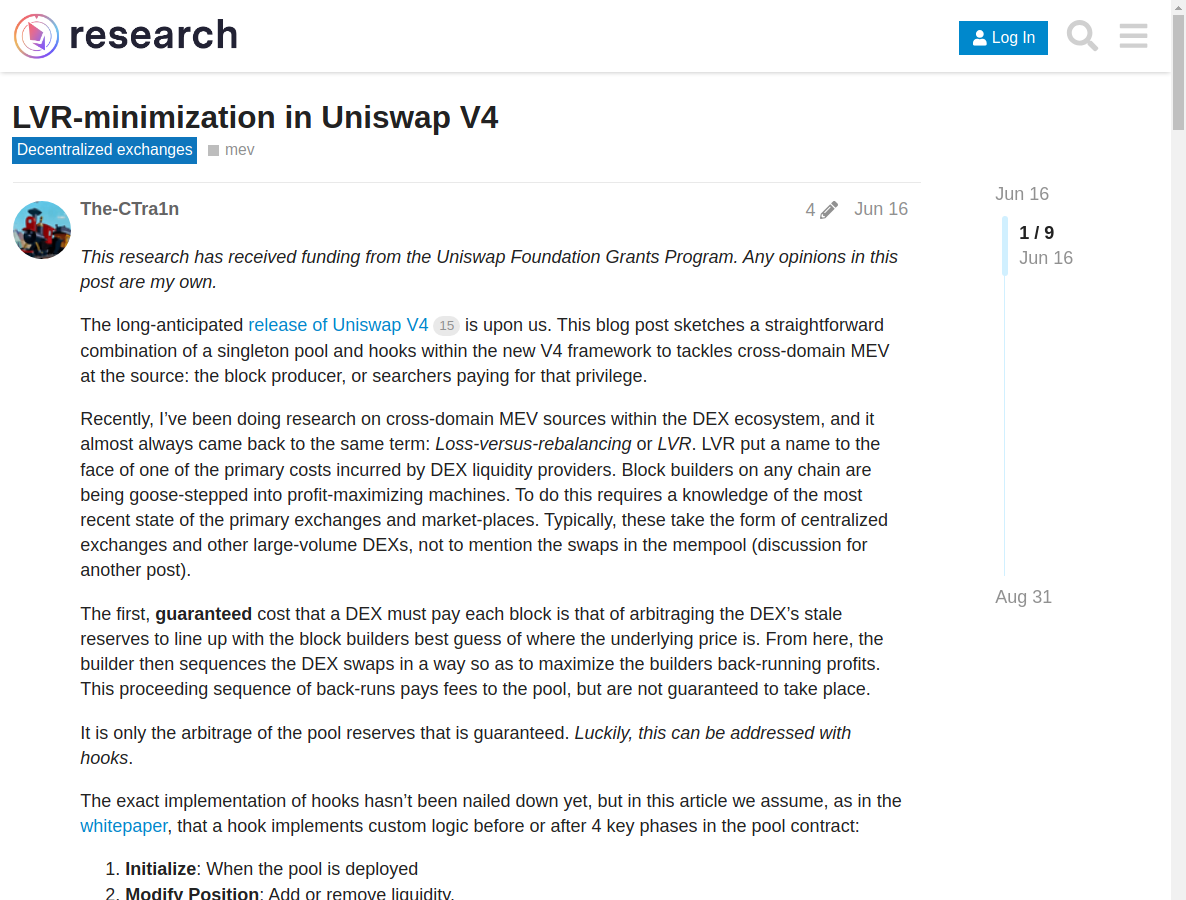 research
Log In
LVR-minimization in Uniswap V4
Decentralized exchanges mev
The-CTra1n 4 Jun 16
This research has received funding from the Uniswap Foundation Grants Program. Any opinions in this
post are my own.
The long-anticipated release of Uniswap V4 15 is upon us. This blog post sketches a straightforward
combination of a singleton pool and hooks within the new V4 framework to tackles cross-domain MEV
at the source: the block producer, or searchers paying for that privilege.
Recently, I’ve been doing research on cross-domain MEV sources within the DEX ecosystem, and it
almost always came back to the same term: Loss-versus-rebalancing or LVR. LVR put a name to the
face of one of the primary costs incurred by DEX liquidity providers. Block builders on any chain are
being goose-stepped into profit-maximizing machines. To do this requires a knowledge of the most
recent state of the primary exchanges and market-places. Typically, these take the form of centralized
exchanges and other large-volume DEXs, not to mention the swaps in the mempool (discussion for
another post).
The first, guaranteed cost that a DEX must pay each block is that of arbitraging the DEX’s stale
reserves to line up with the block builders best guess of where the underlying price is. From here, the
builder then sequences the DEX swaps in a way so as to maximize the builders back-running profits.
This proceeding sequence of back-runs pays fees to the pool, but are not guaranteed to take place.
It is only the arbitrage of the pool reserves that is guaranteed. Luckily, this can be addressed with
hooks.
The exact implementation of hooks hasn’t been nailed down yet, but in this article we assume, as in the
whitepaper, that a hook implements custom logic before or after 4 key phases in the pool contract:
1. Initialize: When the pool is deployed
2. Modify Position: Add or remove liquidity.
Jun 16
1 / 9
Jun 16
Aug 31